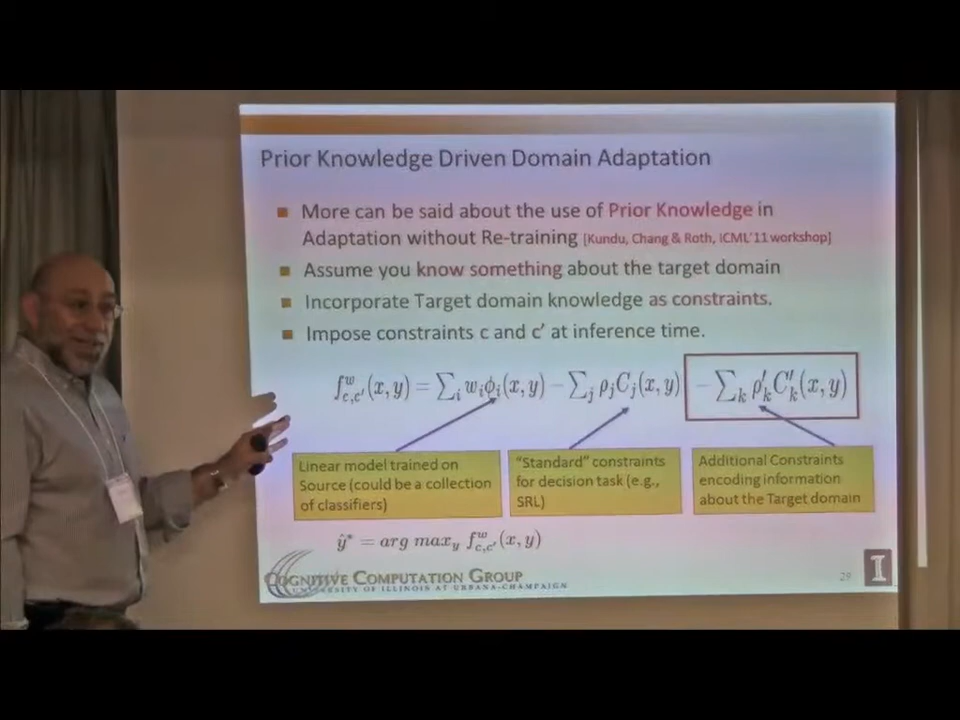 Prior Knowledge Driven Domain Adaptation
More can be said about the use of Prior Knowledge in
Adaptation without Re-training [Kundu, Chang & Roth, ICML'11 workshop]
Assume you know something about the target domain
Incorporate Target domain knowledge as constraints.
Impose constraints c and c' at inference time.
f^w_{c,c'}(x,y) = ∑_i w_i ϕ_i(x,y) − ∑_j ρ_j C_j(x,y) − ∑_k ρ'_k C'_k(x,y)
Linear model trained on
Source (could be a collection
of classifiers)
"Standard" constraints
for decision task (e.g.,
SRL)
Additional Constraints
encoding information
about the Target domain
ŷ* = arg max_y f^w_{c,c'}(x,y)
COGNITIVE COMPUTATION GROUP
UNIVERSITY OF ILLINOIS AT URBANA-CHAMPAIGN
29
I